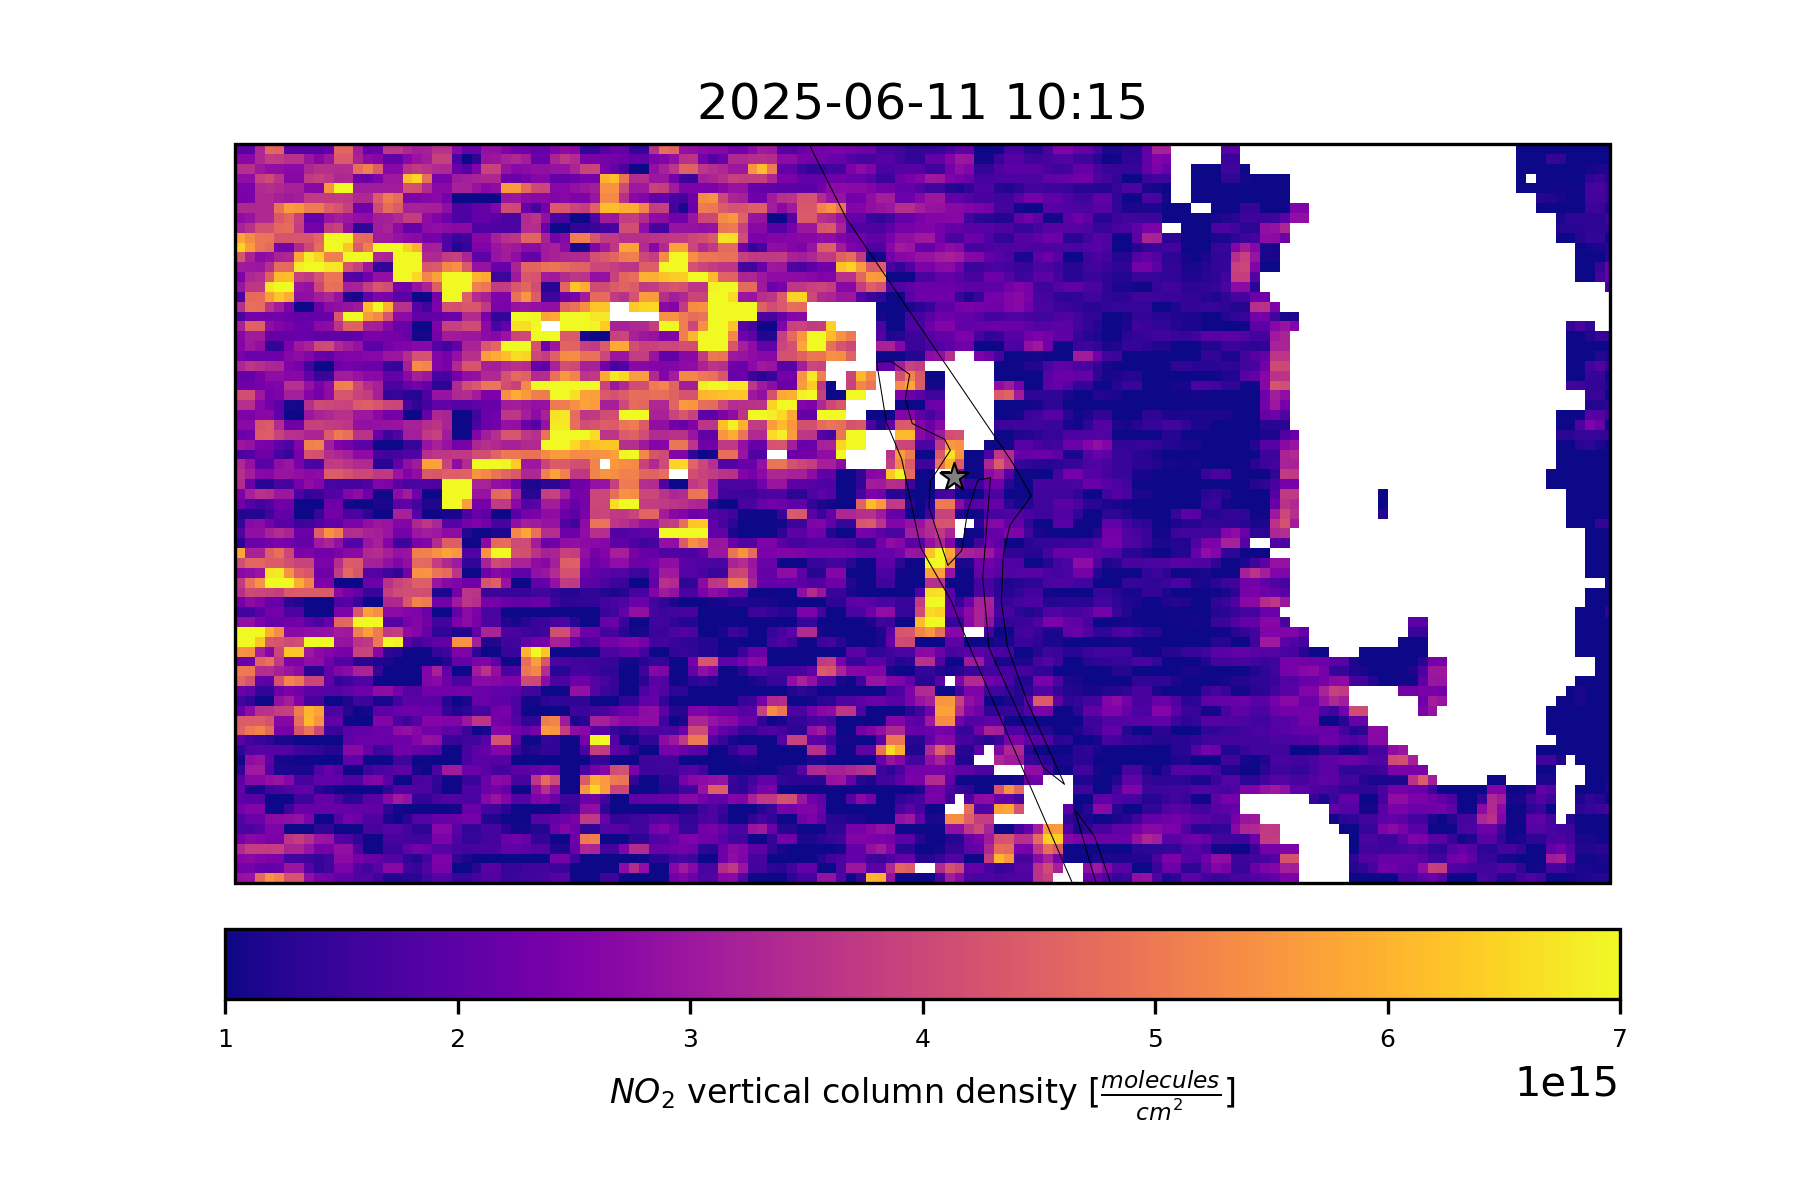 2025-06-11 10:15
1 2 3 4 5 6 7
1e15
NO₂ vertical column density [molecules/cm²]